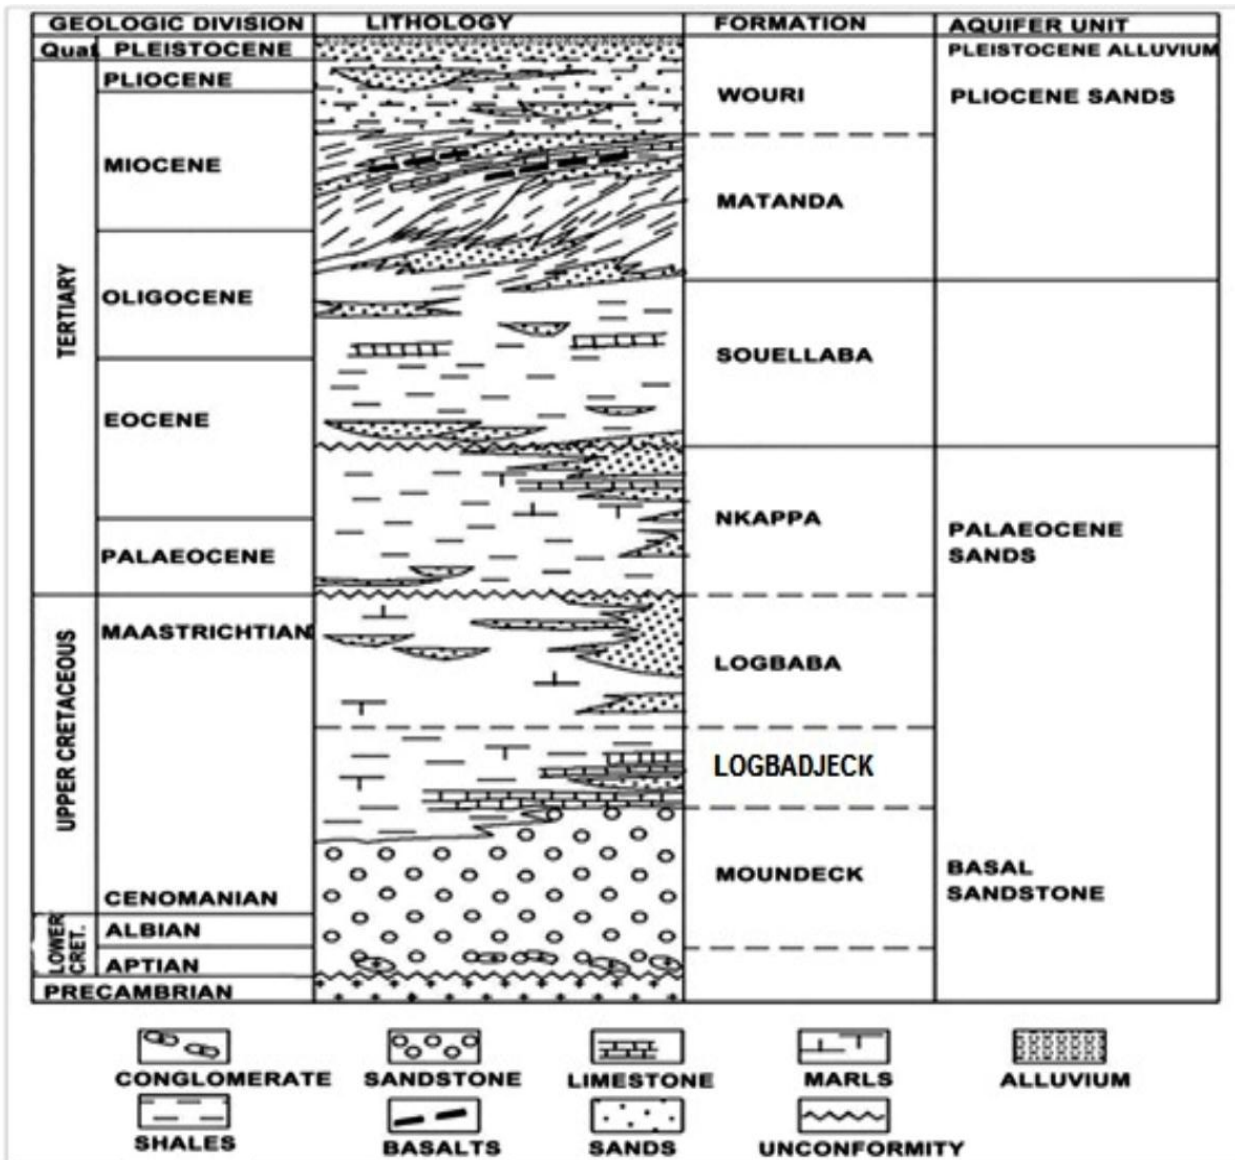 GEOLOGIC DIVISION LITHOLOGY FORMATION AQUIFER UNIT
Quat PLEISTOCENE PLEISTOCENE ALLUVIUM
PLIOCENE
WOURI PLIOCENE SANDS
MIOCENE
MATANDA
TERTIARY
OLIGOCENE
SOUELLABA
EOCENE
NKAPPA PALAEOCENE
SANDS
PALAEOCENE
UPPER CRETACEOUS
MAASTRICHTIAN
LOGBABA
LOGBADJECK
MOUNDECK BASAL
SANDSTONE
CENOMANIAN
LOWER
CRET.
ALBIAN
APTIAN
PRECAMBRIAN
CONGLOMERATE SANDSTONE LIMESTONE MARLS ALLUVIUM
SHALES BASALTS SANDS UNCONFORMITY